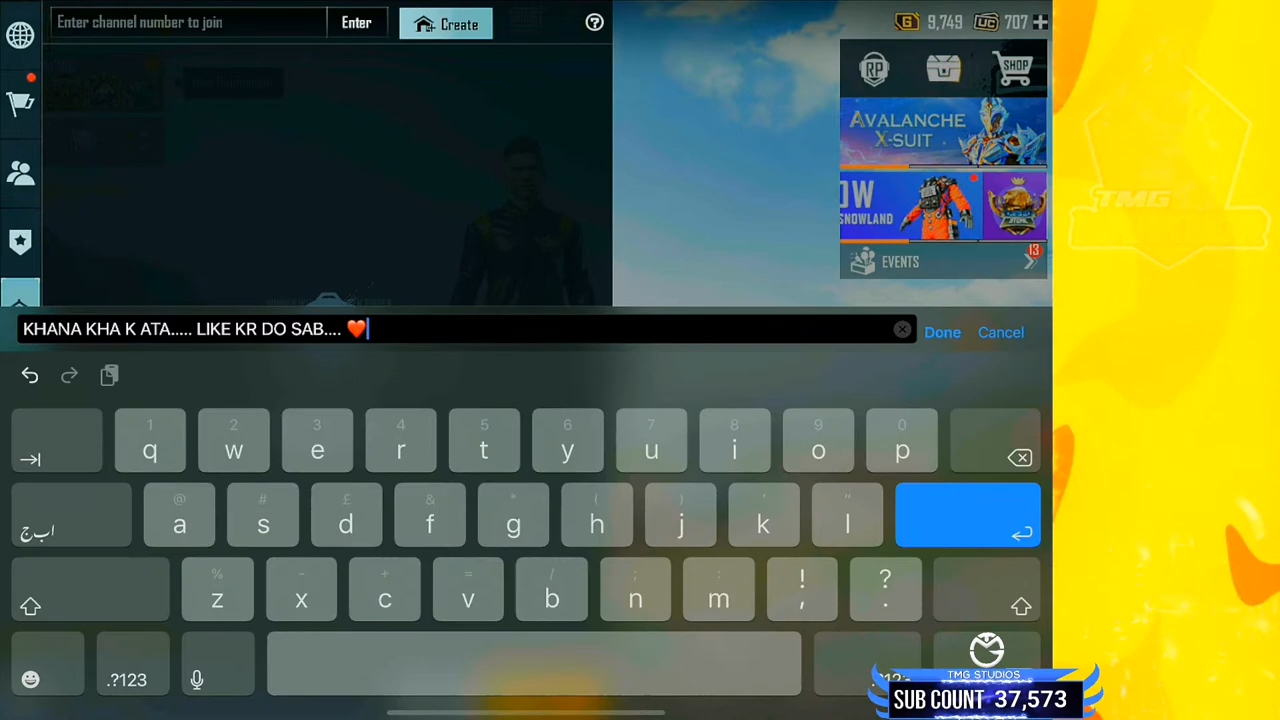 Enter channel number to join
Enter
Create
?
G 9,749 UC 707 +
RP
SHOP
AVALANCHE
X-SUIT
OW
SNOWLAND
EVENTS
13
TMG
KHANA KHA K ATA..... LIKE KR DO SAB.... ❤️
Done
Cancel
1 2 3 4 5 6 7 8 9 0
q w e r t y u i o p
@ # £ & * ( ) ' "
ا ب ج
a s d f g h j k l
% - + = / ; : ! ?
z x c v b n m , .
.?123
TMG STUDIOS
SUB COUNT 37,573